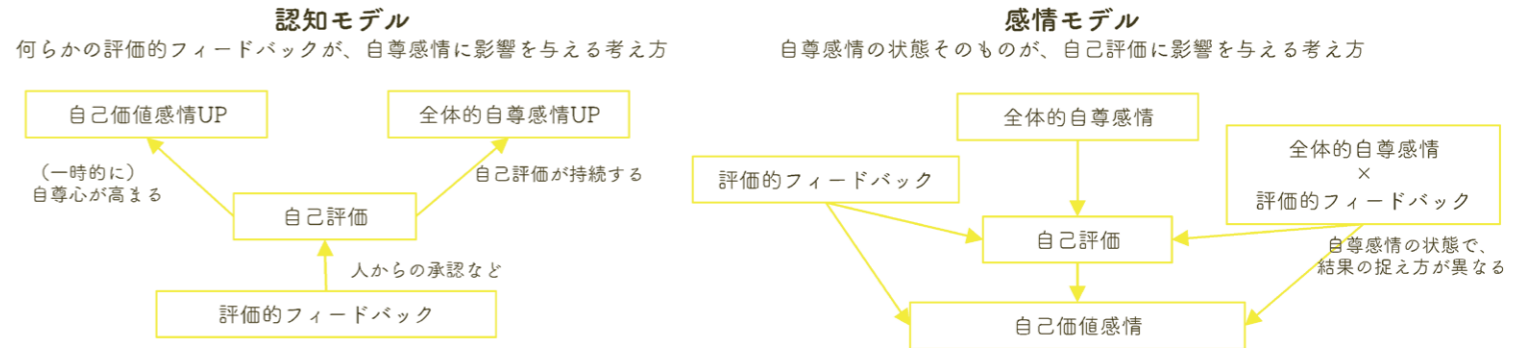 認知モデル
何らかの評価的フィードバックが、自尊感情に影響を与える考え方
自己価値感情UP
全体的自尊感情UP
（一時的に）
自尊心が高まる
自己評価が持続する
自己評価
人からの承認など
評価的フィードバック
感情モデル
自尊感情の状態そのものが、自己評価に影響を与える考え方
全体的自尊感情
評価的フィードバック
全体的自尊感情
×
評価的フィードバック
自己評価
自尊感情の状態で、
結果の捉え方が異なる
自己価値感情